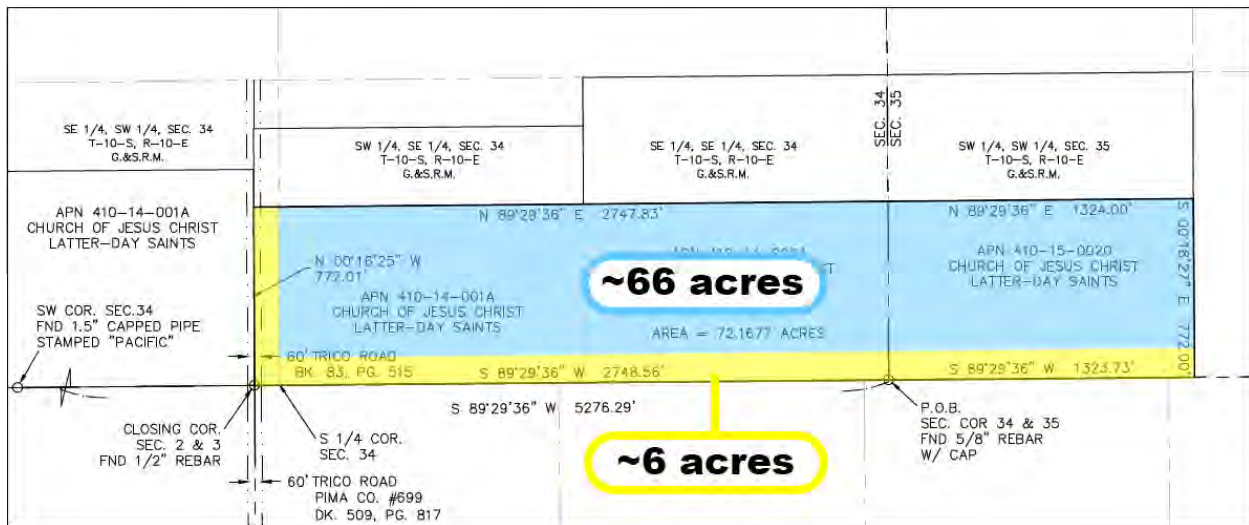 SE 1/4, SW 1/4, SEC. 34
T-10-S, R-10-E
G.&S.R.M.
SW 1/4, SE 1/4, SEC. 34
T-10-S, R-10-E
G.&S.R.M.
SE 1/4, SE 1/4, SEC. 34
T-10-S, R-10-E
G.&S.R.M.
SEC. 34
SEC. 35
SW 1/4, SW 1/4, SEC. 35
T-10-S, R-10-E
G.&S.R.M.
APN 410-14-001A
CHURCH OF JESUS CHRIST
LATTER-DAY SAINTS
N 89°29'36" E 2747.83'
N 89°29'36" E 1324.00'
S 00°16'27" E 772.00'
N 00°16'25" W
772.01'
APN 410-14-001A
CHURCH OF JESUS CHRIST
LATTER-DAY SAINTS
~66 acres
APN 410-15-0020
CHURCH OF JESUS CHRIST
LATTER-DAY SAINTS
AREA = 72.1677 ACRES
SW COR. SEC.34
FND 1.5" CAPPED PIPE
STAMPED "PACIFIC"
60' TRICO ROAD
BK. 83, PG. 515
S 89°29'36" W 2748.56'
S 89°29'36" W 1323.73'
S 89°29'36" W 5276.29'
CLOSING COR.
SEC. 2 & 3
FND 1/2" REBAR
S 1/4 COR.
SEC. 34
P.O.B.
SEC. COR 34 & 35
FND 5/8" REBAR
W/ CAP
~6 acres
60' TRICO ROAD
PIMA CO. #699
DK. 509, PG. 817